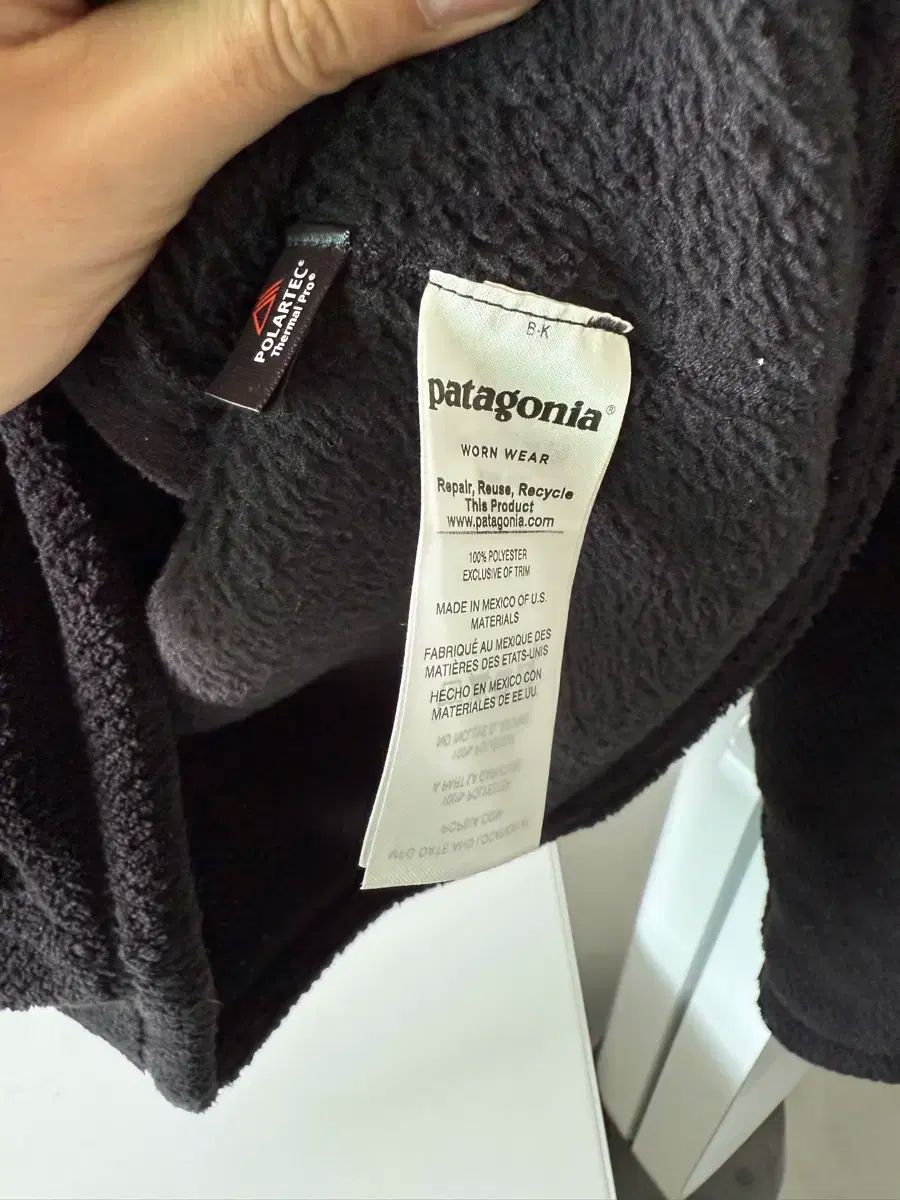 POLARTEC®
Thermal Pro®
B-K
patagonia®
WORN WEAR
Repair, Reuse, Recycle
This Product
www.patagonia.com
100% POLYESTER
EXCLUSIVE OF TRIM
MADE IN MEXICO OF U.S.
MATERIALS
FABRIQUÉ AU MEXIQUE DES
MATIÈRES DES ETATS-UNIS
HECHO EN MEXICO CON
MATERIALES DE EE.UU.